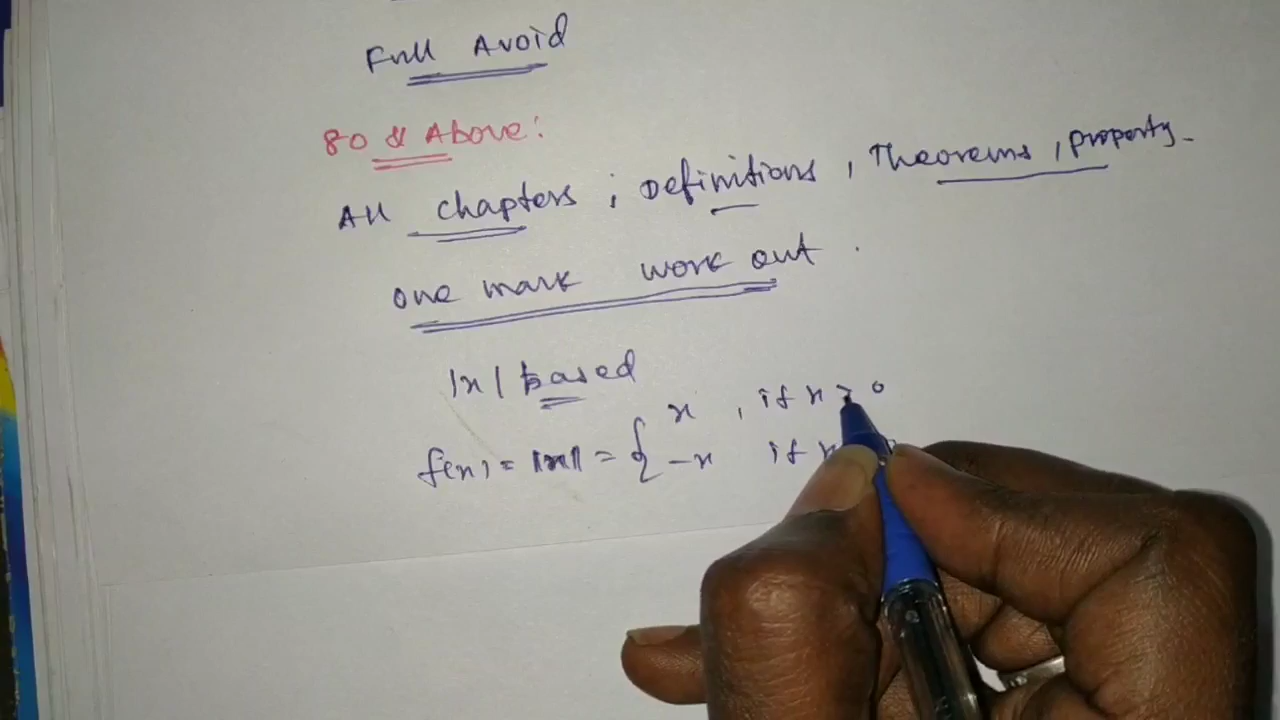 Full Avoid
80 & Above:
All chapters ; Definitions , Theorems , property
one mark work out .
|x| based
f(x) = |x| = { x , if x > 0
-x if x